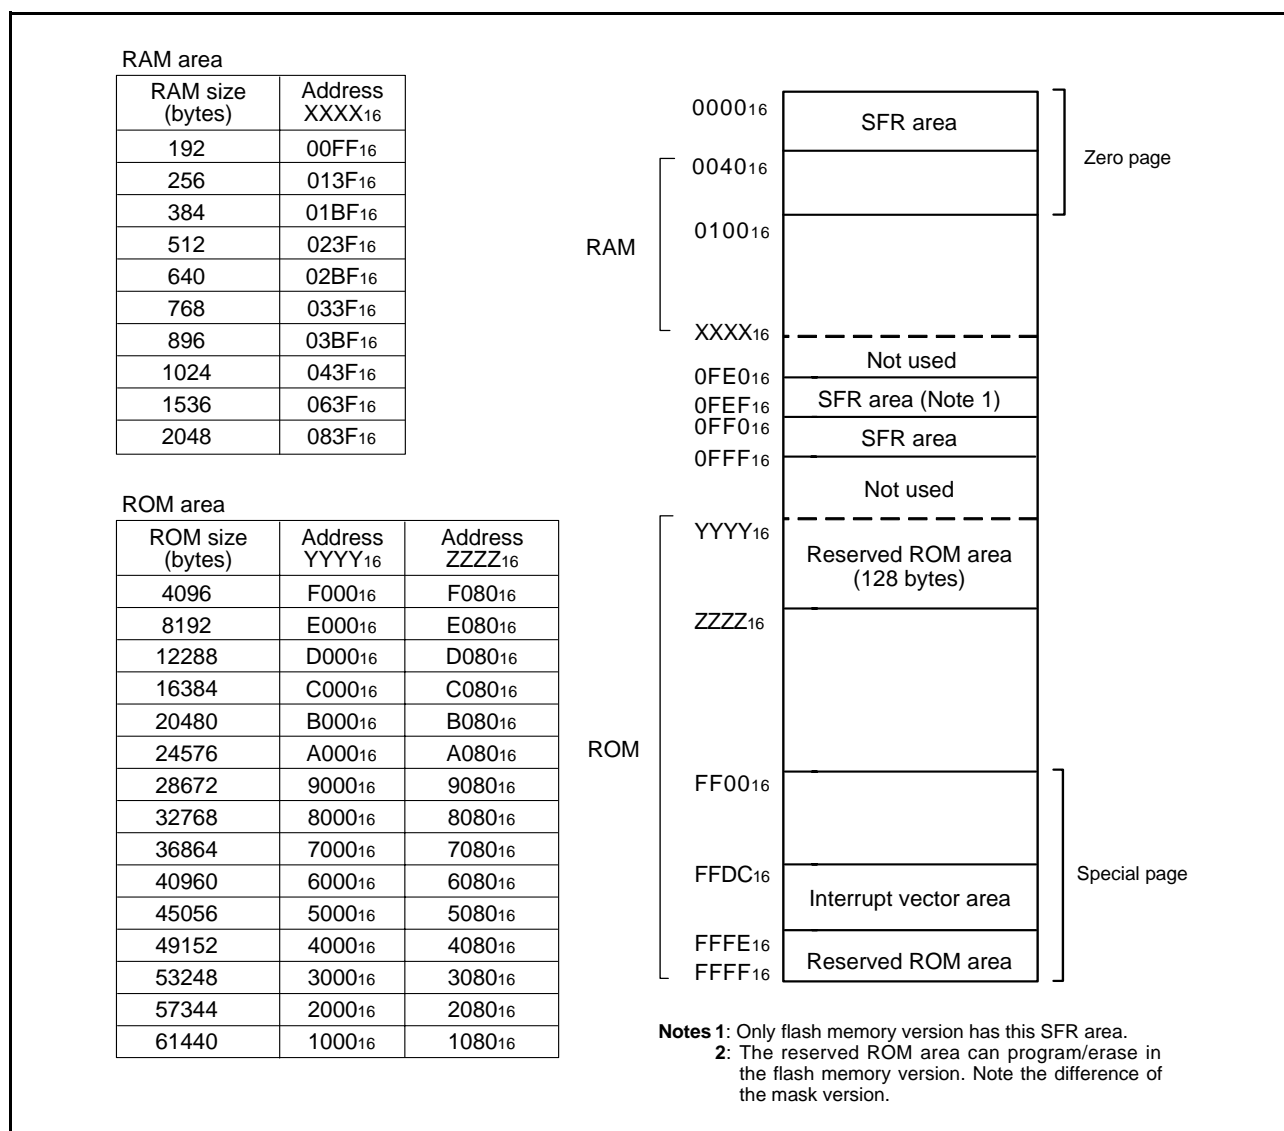 RAM area
RAM size (bytes) Address XXXX16
192 00FF16
256 013F16
384 01BF16
512 023F16
640 02BF16
768 033F16
896 03BF16
1024 043F16
1536 063F16
2048 083F16
ROM area
ROM size (bytes) Address YYYY16 Address ZZZZ16
4096 F00016 F08016
8192 E00016 E08016
12288 D00016 D08016
16384 C00016 C08016
20480 B00016 B08016
24576 A00016 A08016
28672 900016 908016
32768 800016 808016
36864 700016 708016
40960 600016 608016
45056 500016 508016
49152 400016 408016
53248 300016 308016
57344 200016 208016
61440 100016 108016
RAM
ROM
000016
SFR area
Zero page
004016
010016
XXXX16
Not used
0FE016
SFR area (Note 1)
0FEF16
0FF016
SFR area
0FFF16
Not used
YYYY16
Reserved ROM area
(128 bytes)
ZZZZ16
FF0016
FFDC16
Special page
Interrupt vector area
FFFE16
Reserved ROM area
FFFF16
Notes 1: Only flash memory version has this SFR area.
2: The reserved ROM area can program/erase in
the flash memory version. Note the difference of
the mask version.